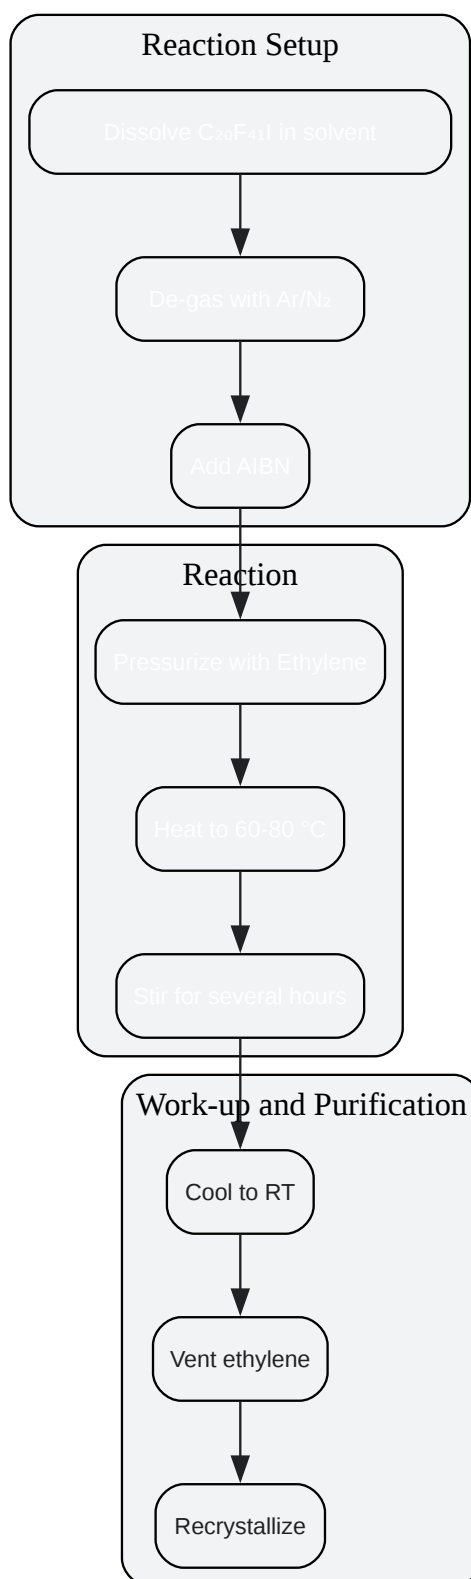 Reaction Setup
Dissolve C₂₀F₄₁I in solvent
De-gas with Ar/N₂
Add AIBN
Reaction
Pressurize with Ethylene
Heat to 60-80 °C
Stir for several hours
Work-up and Purification
Cool to RT
Vent ethylene
Recrystallize